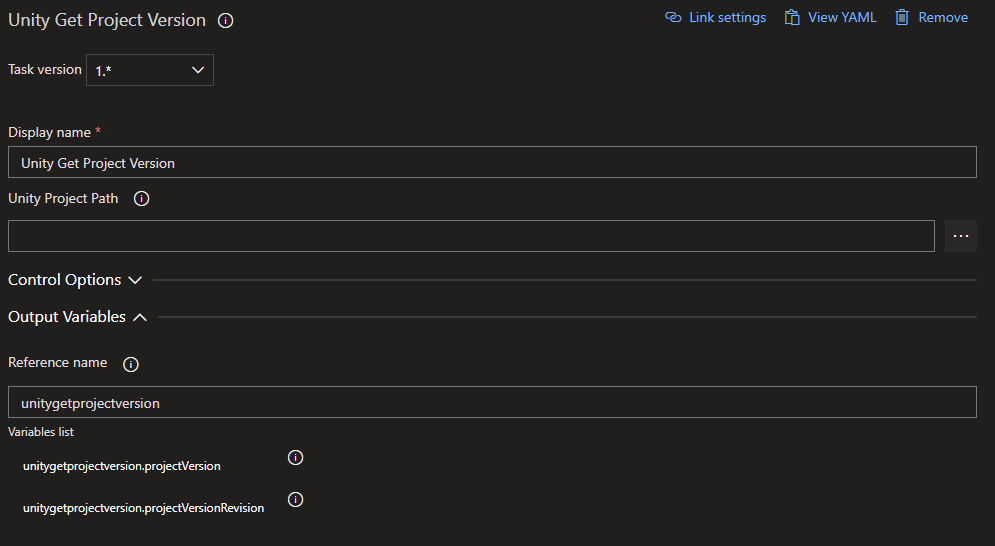 Unity Get Project Version
Link settings
View YAML
Remove
Task version
1.*
Display name *
Unity Get Project Version
Unity Project Path
...
Control Options
Output Variables
Reference name
unitygetprojectversion
Variables list
unitygetprojectversion.projectVersion
unitygetprojectversion.projectVersionRevision